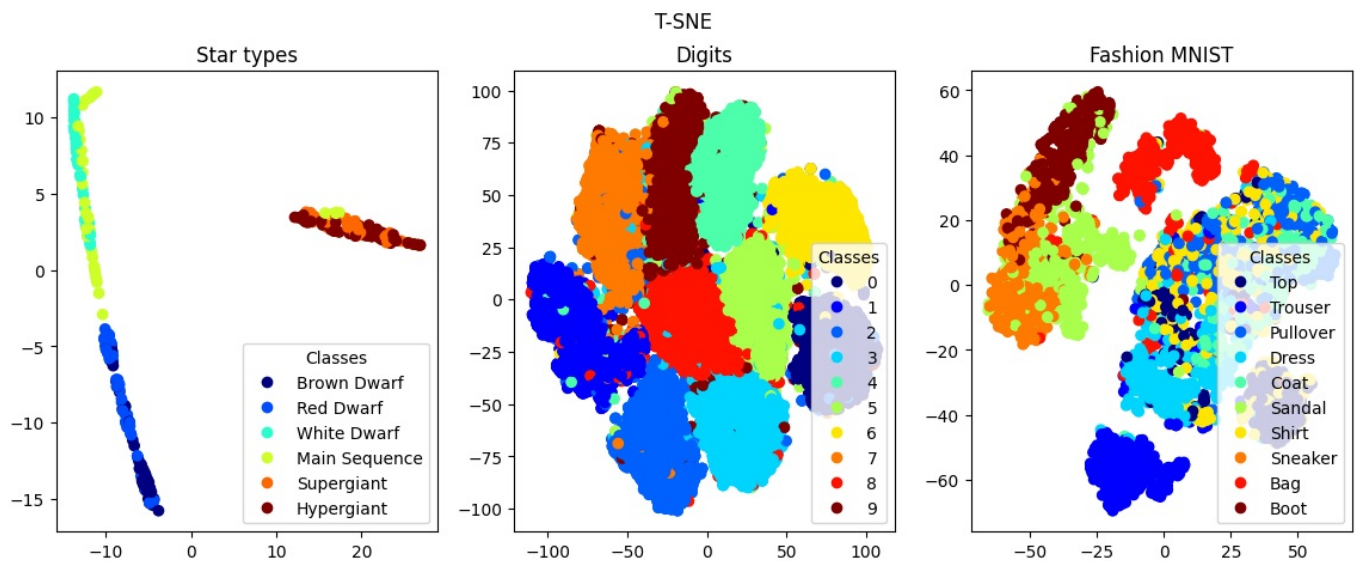 T-SNE
Star types
10
5
0
−5
−10
−15
−10
0
10
20
Classes
Brown Dwarf
Red Dwarf
White Dwarf
Main Sequence
Supergiant
Hypergiant
Digits
100
75
50
25
0
−25
−50
−75
−100
−100
−50
0
50
100
Classes
0
1
2
3
4
5
6
7
8
9
Fashion MNIST
60
40
20
0
−20
−40
−60
−50
−25
0
25
50
Classes
Top
Trouser
Pullover
Dress
Coat
Sandal
Shirt
Sneaker
Bag
Boot